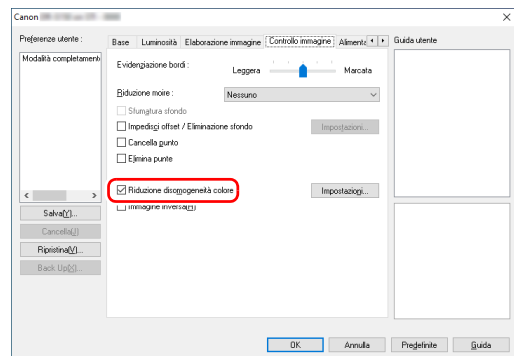 Canon
Preferenze utente :
Modalità completamente
Salva(Y)...
Cancella(J)
Ripristina(V)...
Back Up(X)...
Base Luminosità Elaborazione immagine Controllo immagine Alimenta
Evidenziazione bordi :
Leggera Marcata
Riduzione moire :
Nessuno
Sfumatura sfondo
Impedisci offset / Eliminazione sfondo Impostazioni...
Cancella punto
Elimina punte
Riduzione disomogeneità colore Impostazioni...
Immagine inversa(H)
Guida utente
OK Annulla Predefinite Guida